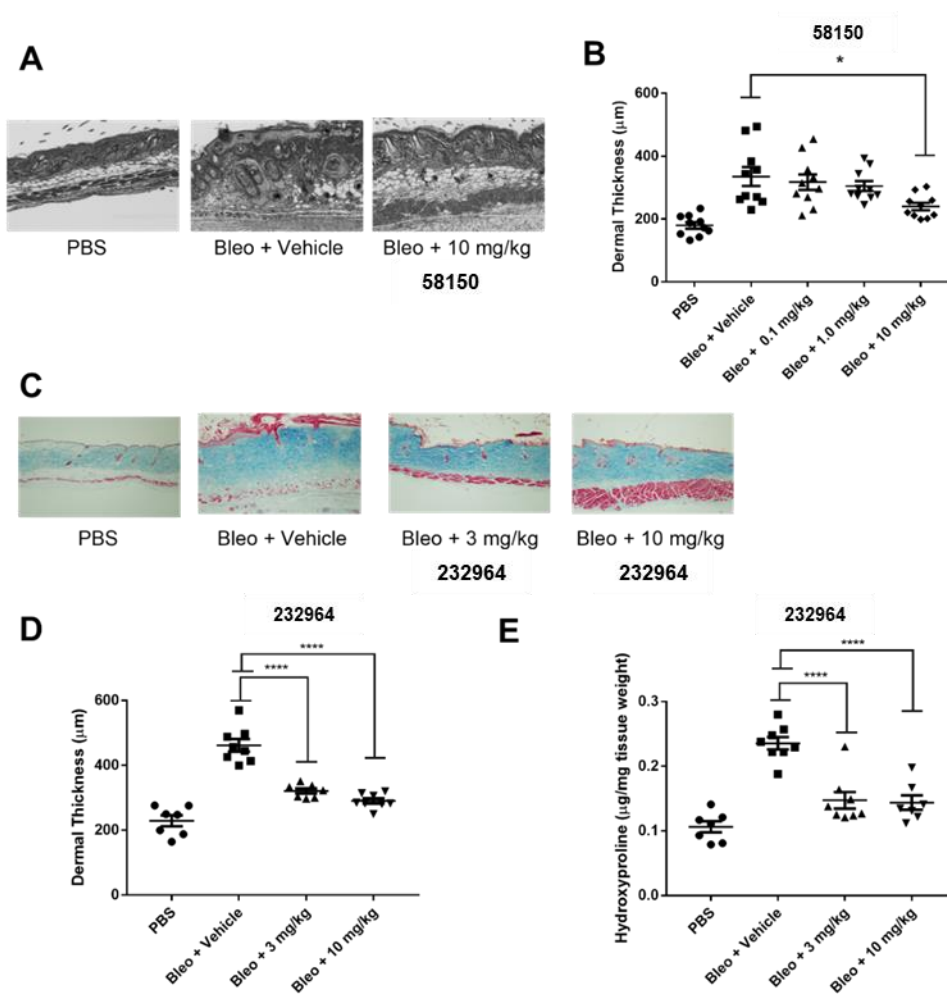 A
PBS
Bleo + Vehicle
Bleo + 10 mg/kg
58150
B
58150
*
Dermal Thickness (µm)
600
400
200
0
PBS
Bleo + Vehicle
Bleo + 0.1 mg/kg
Bleo + 1.0 mg/kg
Bleo + 10 mg/kg
C
PBS
Bleo + Vehicle
Bleo + 3 mg/kg
Bleo + 10 mg/kg
232964
232964
D
232964
****
****
Dermal Thickness (µm)
600
400
200
0
PBS
Bleo + Vehicle
Bleo + 3 mg/kg
Bleo + 10 mg/kg
E
232964
****
****
Hydroxyproline (µg/mg tissue weight)
0.3
0.2
0.1
0.0
PBS
Bleo + Vehicle
Bleo + 3 mg/kg
Bleo + 10 mg/kg